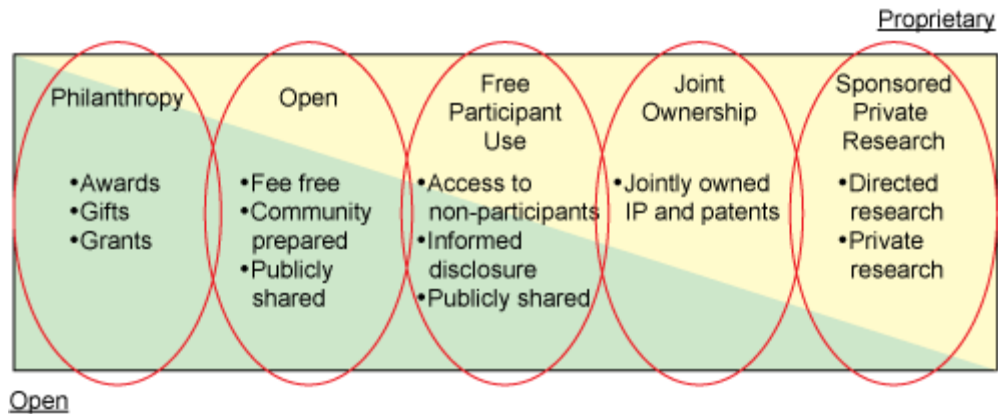 Proprietary
Philanthropy
•Awards
•Gifts
•Grants
Open
•Fee free
•Community
prepared
•Publicly
shared
Free
Participant
Use
•Access to
non-participants
•Informed
disclosure
•Publicly shared
Joint
Ownership
•Jointly owned
IP and patents
Sponsored
Private
Research
•Directed
research
•Private
research
Open